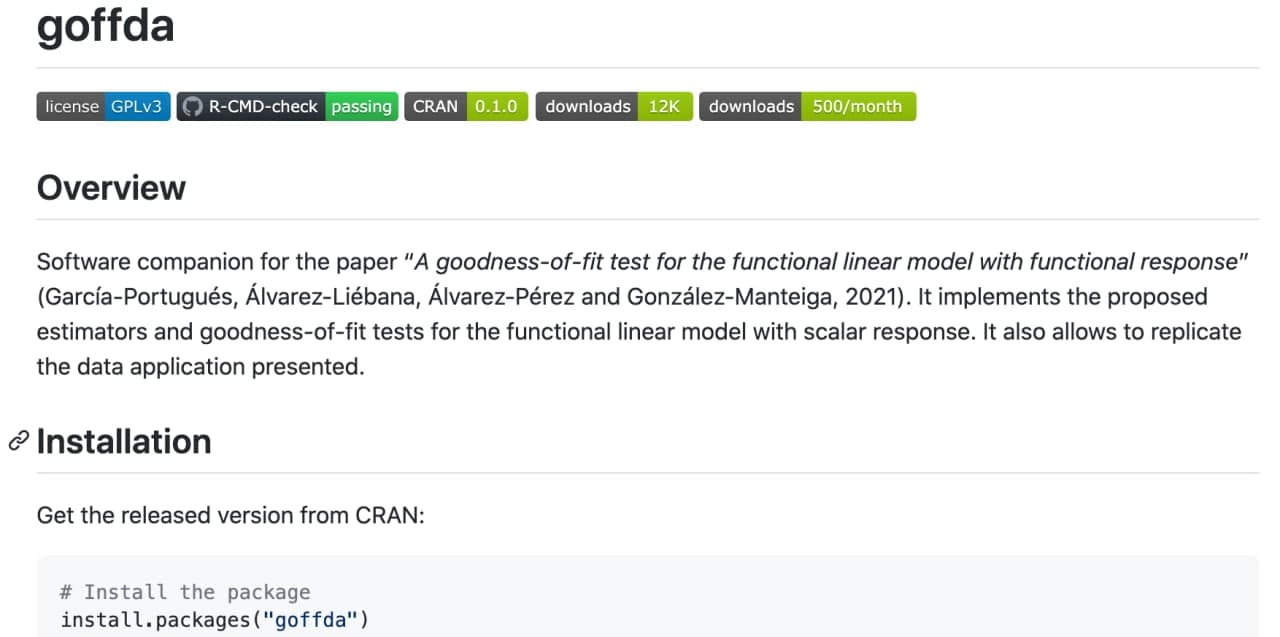 goffda
license GPLv3 R-CMD-check passing CRAN 0.1.0 downloads 12K downloads 500/month
Overview
Software companion for the paper “A goodness-of-fit test for the functional linear model with functional response”
(García-Portugués, Álvarez-Liébana, Álvarez-Pérez and González-Manteiga, 2021). It implements the proposed
estimators and goodness-of-fit tests for the functional linear model with scalar response. It also allows to replicate
the data application presented.
Installation
Get the released version from CRAN:
# Install the package
install.packages("goffda")